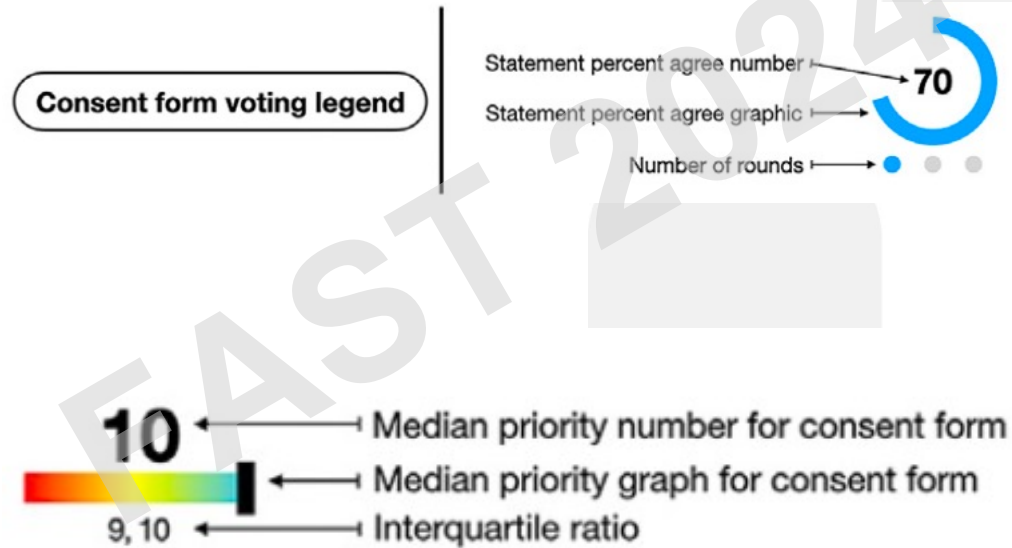 Consent form voting legend
Statement percent agree number
70
Statement percent agree graphic
Number of rounds
FAST 2024
10
Median priority number for consent form
Median priority graph for consent form
9, 10
Interquartile ratio